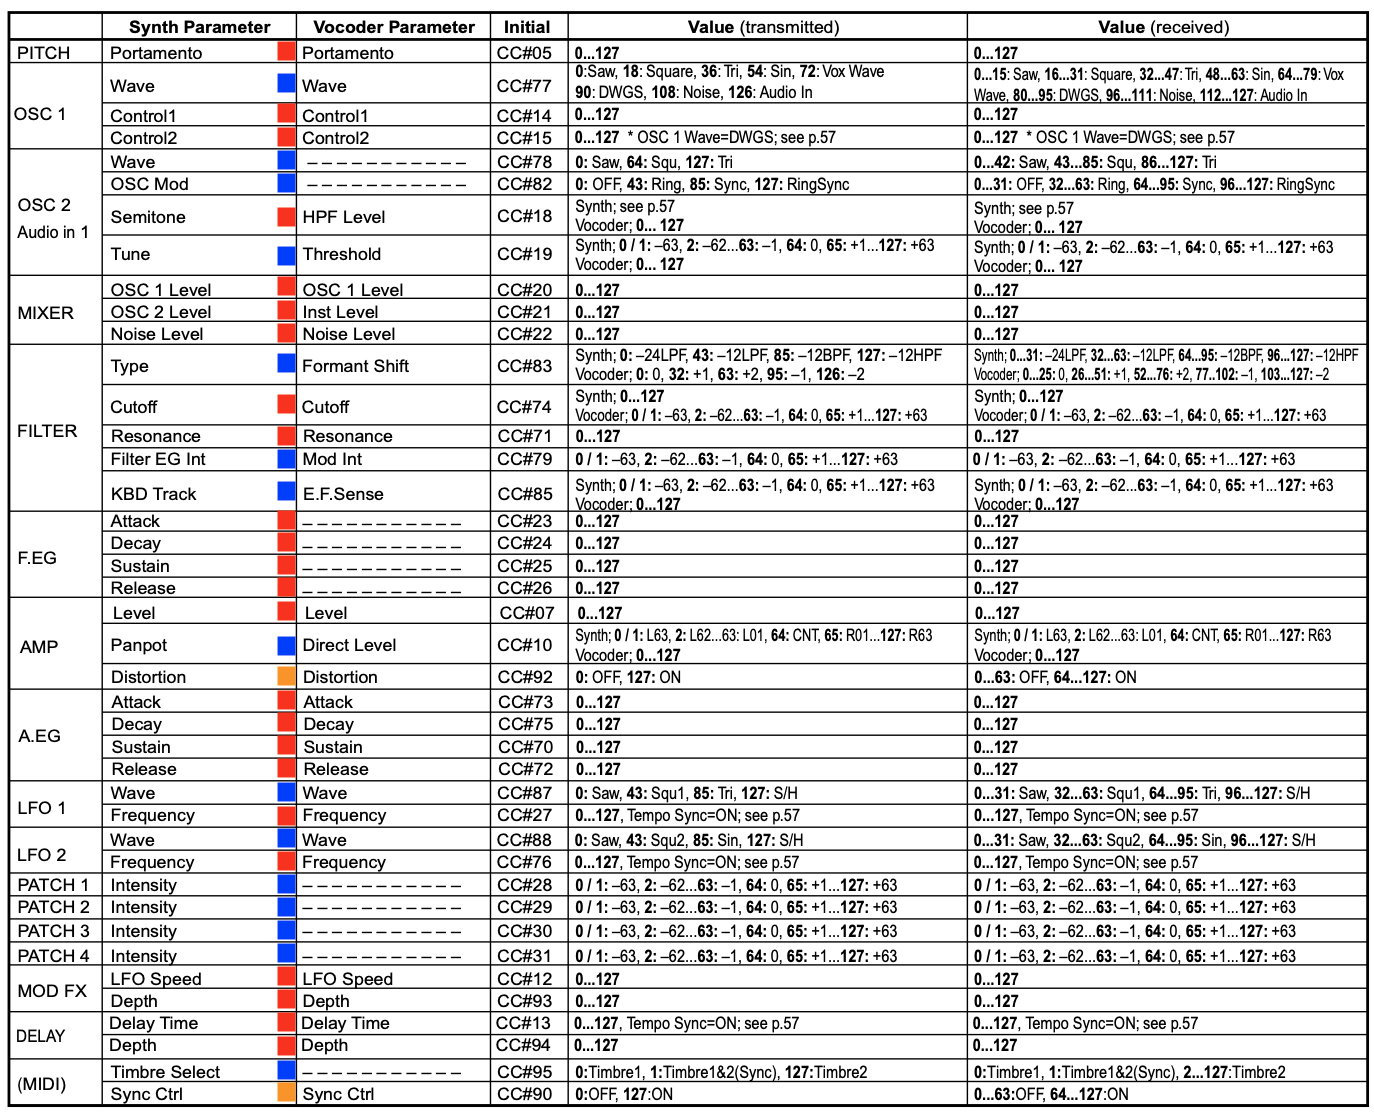 Synth Parameter Vocoder Parameter Initial Value (transmitted) Value (received)
PITCH Portamento Portamento CC#05 0...127 0...127
OSC 1
Wave Wave CC#77 0:Saw, 18: Square, 36: Tri, 54: Sin, 72: Vox Wave 0...15: Saw, 16...31: Square, 32...47: Tri, 48...63: Sin, 64...79: Vox
90: DWGS, 108: Noise, 126: Audio In Wave, 80...95: DWGS, 96...111: Noise, 112...127: Audio In
Control1 Control1 CC#14 0...127 0...127
Control2 Control2 CC#15 0...127 * OSC 1 Wave=DWGS; see p.57 0...127 * OSC 1 Wave=DWGS; see p.57
OSC 2
Audio in 1
Wave – – – – – – – – – – – CC#78 0: Saw, 64: Squ, 127: Tri 0...42: Saw, 43...85: Squ, 86...127: Tri
OSC Mod – – – – – – – – – – – CC#82 0: OFF, 43: Ring, 85: Sync, 127: RingSync 0...31: OFF, 32...63: Ring, 64...95: Sync, 96...127: RingSync
Semitone HPF Level CC#18 Synth; see p.57 Synth; see p.57
Vocoder; 0... 127 Vocoder; 0... 127
Tune Threshold CC#19 Synth; 0 / 1: –63, 2: –62...63: –1, 64: 0, 65: +1...127: +63 Synth; 0 / 1: –63, 2: –62...63: –1, 64: 0, 65: +1...127: +63
Vocoder; 0... 127 Vocoder; 0... 127
MIXER
OSC 1 Level OSC 1 Level CC#20 0...127 0...127
OSC 2 Level Inst Level CC#21 0...127 0...127
Noise Level Noise Level CC#22 0...127 0...127
FILTER
Type Formant Shift CC#83 Synth; 0: –24LPF, 43: –12LPF, 85: –12BPF, 127: –12HPF Synth; 0...31: –24LPF, 32...63: –12LPF, 64...95: –12BPF, 96...127: –12HPF
Vocoder: 0: 0, 32: +1, 63: +2, 95: –1, 126: –2 Vocoder; 0...25: 0, 26...51: +1, 52...76: +2, 77..102: –1, 103...127: –2
Cutoff Cutoff CC#74 Synth; 0...127 Synth; 0...127
Vocoder; 0 / 1: –63, 2: –62...63: –1, 64: 0, 65: +1...127: +63 Vocoder; 0 / 1: –63, 2: –62...63: –1, 64: 0, 65: +1...127: +63
Resonance Resonance CC#71 0...127 0...127
Filter EG Int Mod Int CC#79 0 / 1: –63, 2: –62...63: –1, 64: 0, 65: +1...127: +63 0 / 1: –63, 2: –62...63: –1, 64: 0, 65: +1...127: +63
KBD Track E.F.Sense CC#85 Synth; 0 / 1: –63, 2: –62...63: –1, 64: 0, 65: +1...127: +63 Synth; 0 / 1: –63, 2: –62...63: –1, 64: 0, 65: +1...127: +63
Vocoder; 0...127 Vocoder; 0...127
F.EG
Attack – – – – – – – – – – – CC#23 0...127 0...127
Decay – – – – – – – – – – – CC#24 0...127 0...127
Sustain – – – – – – – – – – – CC#25 0...127 0...127
Release – – – – – – – – – – – CC#26 0...127 0...127
AMP
Level Level CC#07 0...127 0...127
Panpot Direct Level CC#10 Synth; 0 / 1: L63, 2: L62...63: L01, 64: CNT, 65: R01...127: R63 Synth; 0 / 1: L63, 2: L62...63: L01, 64: CNT, 65: R01...127: R63
Vocoder; 0...127 Vocoder; 0...127
Distortion Distortion CC#92 0: OFF, 127: ON 0...63: OFF, 64...127: ON
A.EG
Attack Attack CC#73 0...127 0...127
Decay Decay CC#75 0...127 0...127
Sustain Sustain CC#70 0...127 0...127
Release Release CC#72 0...127 0...127
LFO 1
Wave Wave CC#87 0: Saw, 43: Squ1, 85: Tri, 127: S/H 0...31: Saw, 32...63: Squ1, 64...95: Tri, 96...127: S/H
Frequency Frequency CC#27 0...127, Tempo Sync=ON; see p.57 0...127, Tempo Sync=ON; see p.57
LFO 2
Wave Wave CC#88 0: Saw, 43: Squ2, 85: Sin, 127: S/H 0...31: Saw, 32...63: Squ2, 64...95: Sin, 96...127: S/H
Frequency Frequency CC#76 0...127, Tempo Sync=ON; see p.57 0...127, Tempo Sync=ON; see p.57
PATCH 1 Intensity – – – – – – – – – – – CC#28 0 / 1: –63, 2: –62...63: –1, 64: 0, 65: +1...127: +63 0 / 1: –63, 2: –62...63: –1, 64: 0, 65: +1...127: +63
PATCH 2 Intensity – – – – – – – – – – – CC#29 0 / 1: –63, 2: –62...63: –1, 64: 0, 65: +1...127: +63 0 / 1: –63, 2: –62...63: –1, 64: 0, 65: +1...127: +63
PATCH 3 Intensity – – – – – – – – – – – CC#30 0 / 1: –63, 2: –62...63: –1, 64: 0, 65: +1...127: +63 0 / 1: –63, 2: –62...63: –1, 64: 0, 65: +1...127: +63
PATCH 4 Intensity – – – – – – – – – – – CC#31 0 / 1: –63, 2: –62...63: –1, 64: 0, 65: +1...127: +63 0 / 1: –63, 2: –62...63: –1, 64: 0, 65: +1...127: +63
MOD FX
LFO Speed LFO Speed CC#12 0...127 0...127
Depth Depth CC#93 0...127 0...127
DELAY
Delay Time Delay Time CC#13 0...127, Tempo Sync=ON; see p.57 0...127, Tempo Sync=ON; see p.57
Depth Depth CC#94 0...127 0...127
(MIDI)
Timbre Select – – – – – – – – – – – CC#95 0:Timbre1, 1:Timbre1&2(Sync), 127:Timbre2 0:Timbre1, 1:Timbre1&2(Sync), 2...127:Timbre2
Sync Ctrl Sync Ctrl CC#90 0:OFF, 127:ON 0...63:OFF, 64...127:ON